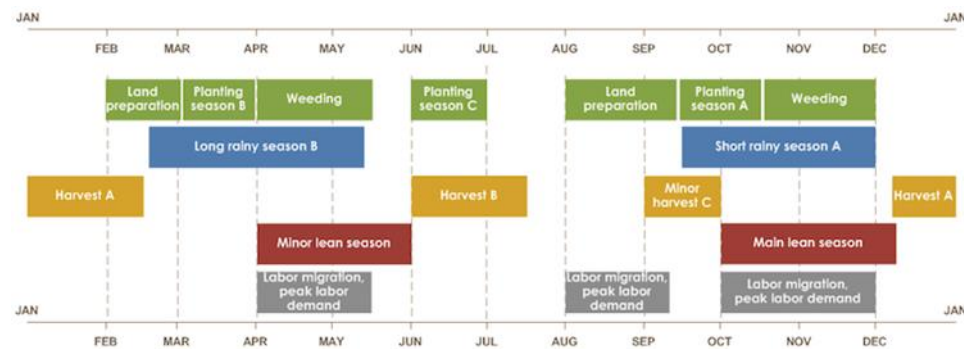 JAN JAN
FEB MAR APR MAY JUN JUL AUG SEP OCT NOV DEC
Land
preparation
Planting
season B
Weeding
Planting
season C
Land
preparation
Planting
season A
Weeding
Long rainy season B
Short rainy season A
Harvest A
Harvest B
Minor
harvest C
Harvest A
Minor lean season
Main lean season
Labor migration,
peak labor
demand
Labor migration,
peak labor
demand
Labor migration,
peak labor demand
JAN JAN
FEB MAR APR MAY JUN JUL AUG SEP OCT NOV DEC